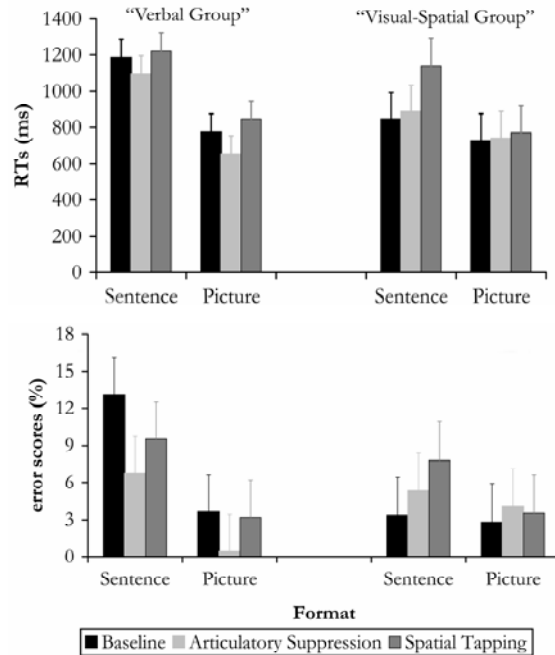 “Verbal Group” “Visual-Spatial Group”
1400
1200
1000
800
600
400
200
0
RTs (ms)
Sentence Picture Sentence Picture
18
15
12
9
6
3
0
error scores (%)
Sentence Picture Sentence Picture
Format
Baseline Articulatory Suppression Spatial Tapping